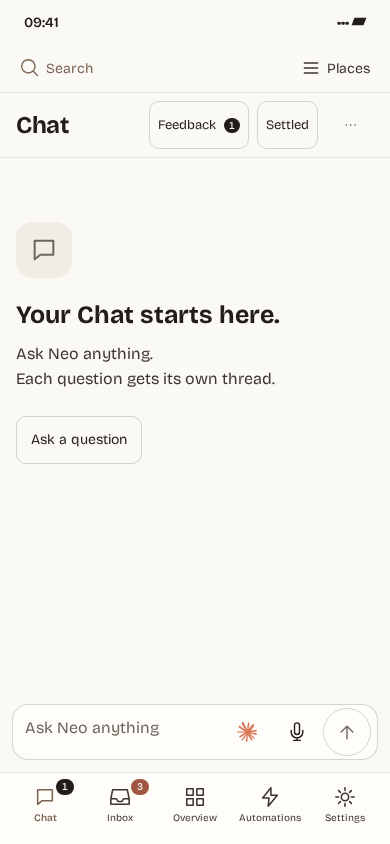 09:41
Search
Places
Chat
Feedback 1
Settled
Your Chat starts here.
Ask Neo anything.
Each question gets its own thread.
Ask a question
Ask Neo anything
1
3
Chat
Inbox
Overview
Automations
Settings